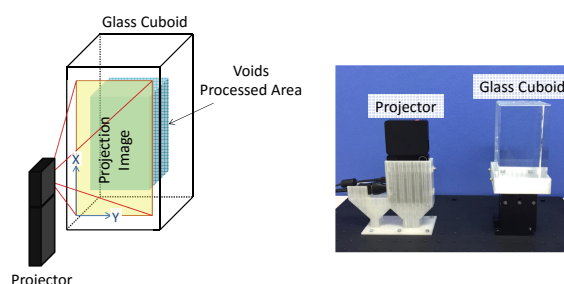 Glass Cuboid
Voids
Processed Area
Projection
Image
X
Y
Projector
Projector
Glass Cuboid